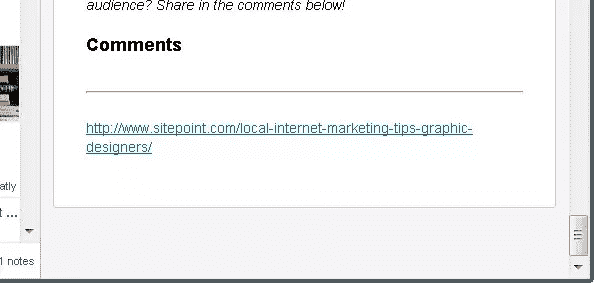 audience? Share in the comments below!
Comments
http://www.sitepoint.com/local-internet-marketing-tips-graphic-
designers/
atly
t ...
1 notes